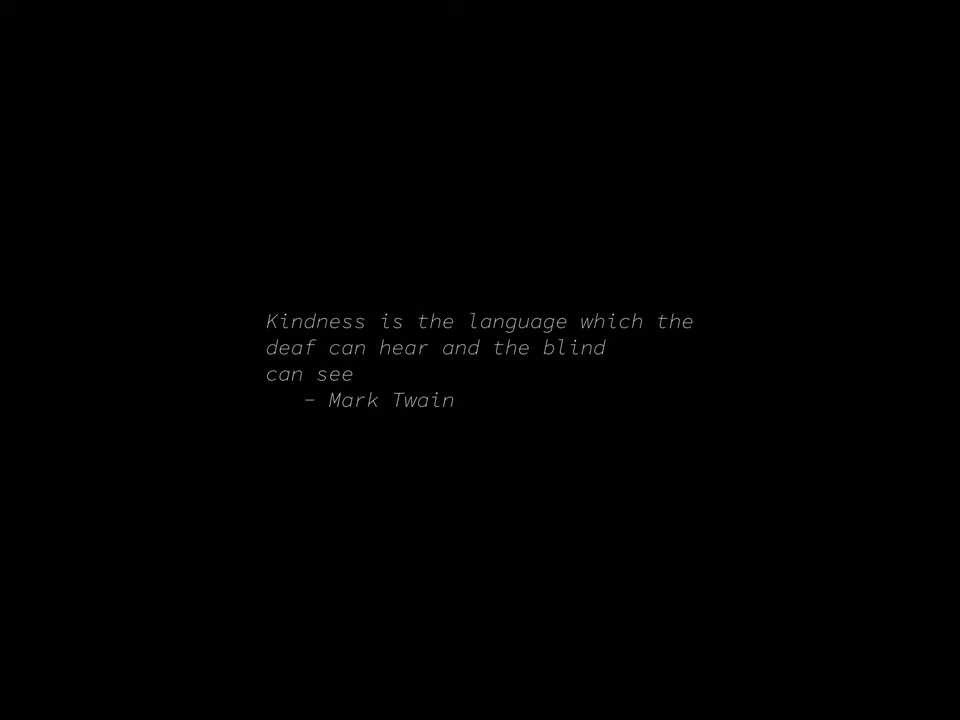 Kindness is the language which the
deaf can hear and the blind
can see
– Mark Twain